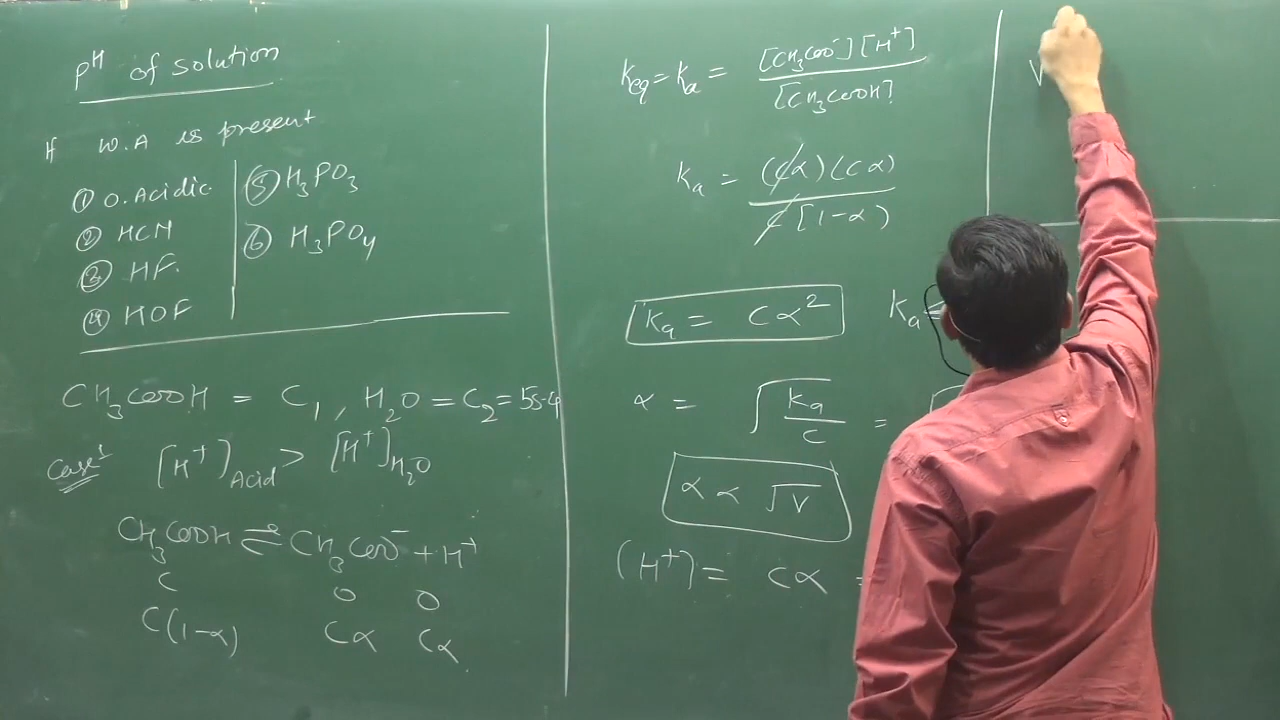 pH of solution
If W.A is present
① O.Acidic
② HCN
③ HF.
④ HOF
⑤ H₃PO₃
⑥ H₃PO₄
CH₃COOH = C₁, H₂O = C₂ = 55.4
Case¹ [H⁺]Acid > [H⁺]H₂O
CH₃COOH ⇌ CH₃COO⁻ + H⁺
C 0 0
C(1-α) Cα Cα
Keq = Ka = [CH₃COO⁻][H⁺] / [CH₃COOH]
Ka = (Cα)(Cα) / C[1-α)
Ka = Cα² Ka =
α = √(Ka/C) = √
α ∝ √V
(H⁺) = Cα =
V